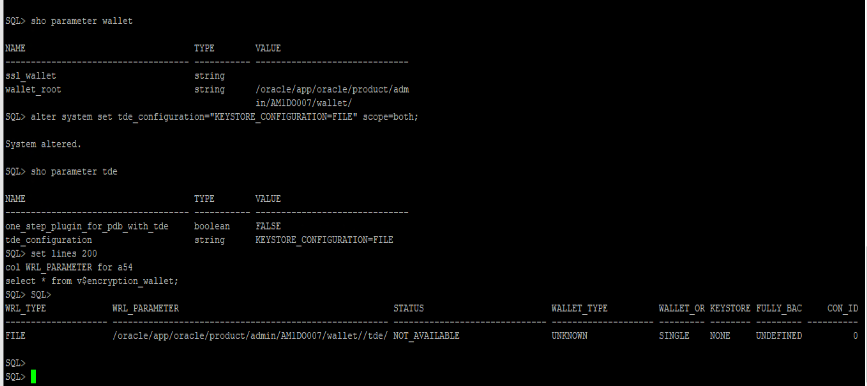 SQL> sho parameter wallet
NAME                                 TYPE        VALUE
------------------------------------ ----------- ------------------------------
ssl_wallet                           string
wallet_root                          string      /oracle/app/oracle/product/adm
                                                 in/AM1DO007/wallet/
SQL> alter system set tde_configuration="KEYSTORE_CONFIGURATION=FILE" scope=both;
System altered.
SQL> sho parameter tde
NAME                                 TYPE        VALUE
------------------------------------ ----------- ------------------------------
one_step_plugin_for_pdb_with_tde     boolean     FALSE
tde_configuration                    string      KEYSTORE_CONFIGURATION=FILE
SQL> set lines 200
col WRL_PARAMETER for a54
select * from v$encryption_wallet;
SQL> SQL>
WRL_TYPE             WRL_PARAMETER                                          STATUS                         WALLET_TYPE          WALLET_OR KEYSTORE FULLY_BAC     CON_ID
-------------------- ------------------------------------------------------ ------------------------------ -------------------- --------- -------- --------- ----------
FILE                 /oracle/app/oracle/product/admin/AM1DO007/wallet//tde/ NOT_AVAILABLE                  UNKNOWN              SINGLE    NONE     UNDEFINED          0
SQL>
SQL>